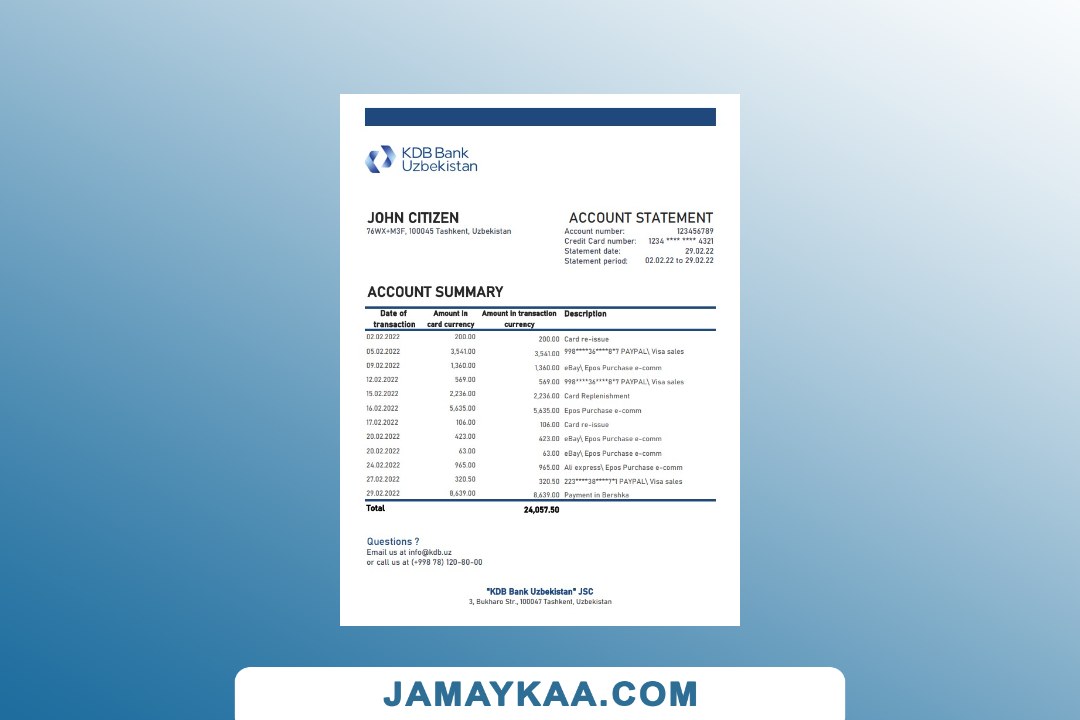 KDB Bank
Uzbekistan
JOHN CITIZEN
76WX+M3F, 100045 Tashkent, Uzbekistan
ACCOUNT STATEMENT
Account number: 123456789
Credit Card number: 1234 **** **** 4321
Statement date: 29.02.22
Statement period: 02.02.22 to 29.02.22
ACCOUNT SUMMARY
Date of transaction Amount in card currency Amount in transaction currency Description
02.02.2022 200.00 200.00 Card re-issue
05.02.2022 3,541.00 3,541.00 998****36****8*7 PAYPAL\ Visa sales
09.02.2022 1,360.00 1,360.00 eBay\ Epos Purchase e-comm
12.02.2022 569.00 569.00 998****36****8*7 PAYPAL\ Visa sales
15.02.2022 2,236.00 2,236.00 Card Replenishment
16.02.2022 5,635.00 5,635.00 Epos Purchase e-comm
17.02.2022 106.00 106.00 Card re-issue
20.02.2022 423.00 423.00 eBay\ Epos Purchase e-comm
20.02.2022 63.00 63.00 eBay\ Epos Purchase e-comm
24.02.2022 965.00 965.00 Ali express\ Epos Purchase e-comm
27.02.2022 320.50 320.50 223****38****7*1 PAYPAL\ Visa sales
29.02.2022 8,639.00 8,639.00 Payment in Bershka
Total 24,057.50
Questions ?
Email us at info@kdb.uz
or call us at (+998 78) 120-80-00
"KDB Bank Uzbekistan" JSC
3, Bukharo Str., 100047 Tashkent, Uzbekistan
JAMAYKAA.COM